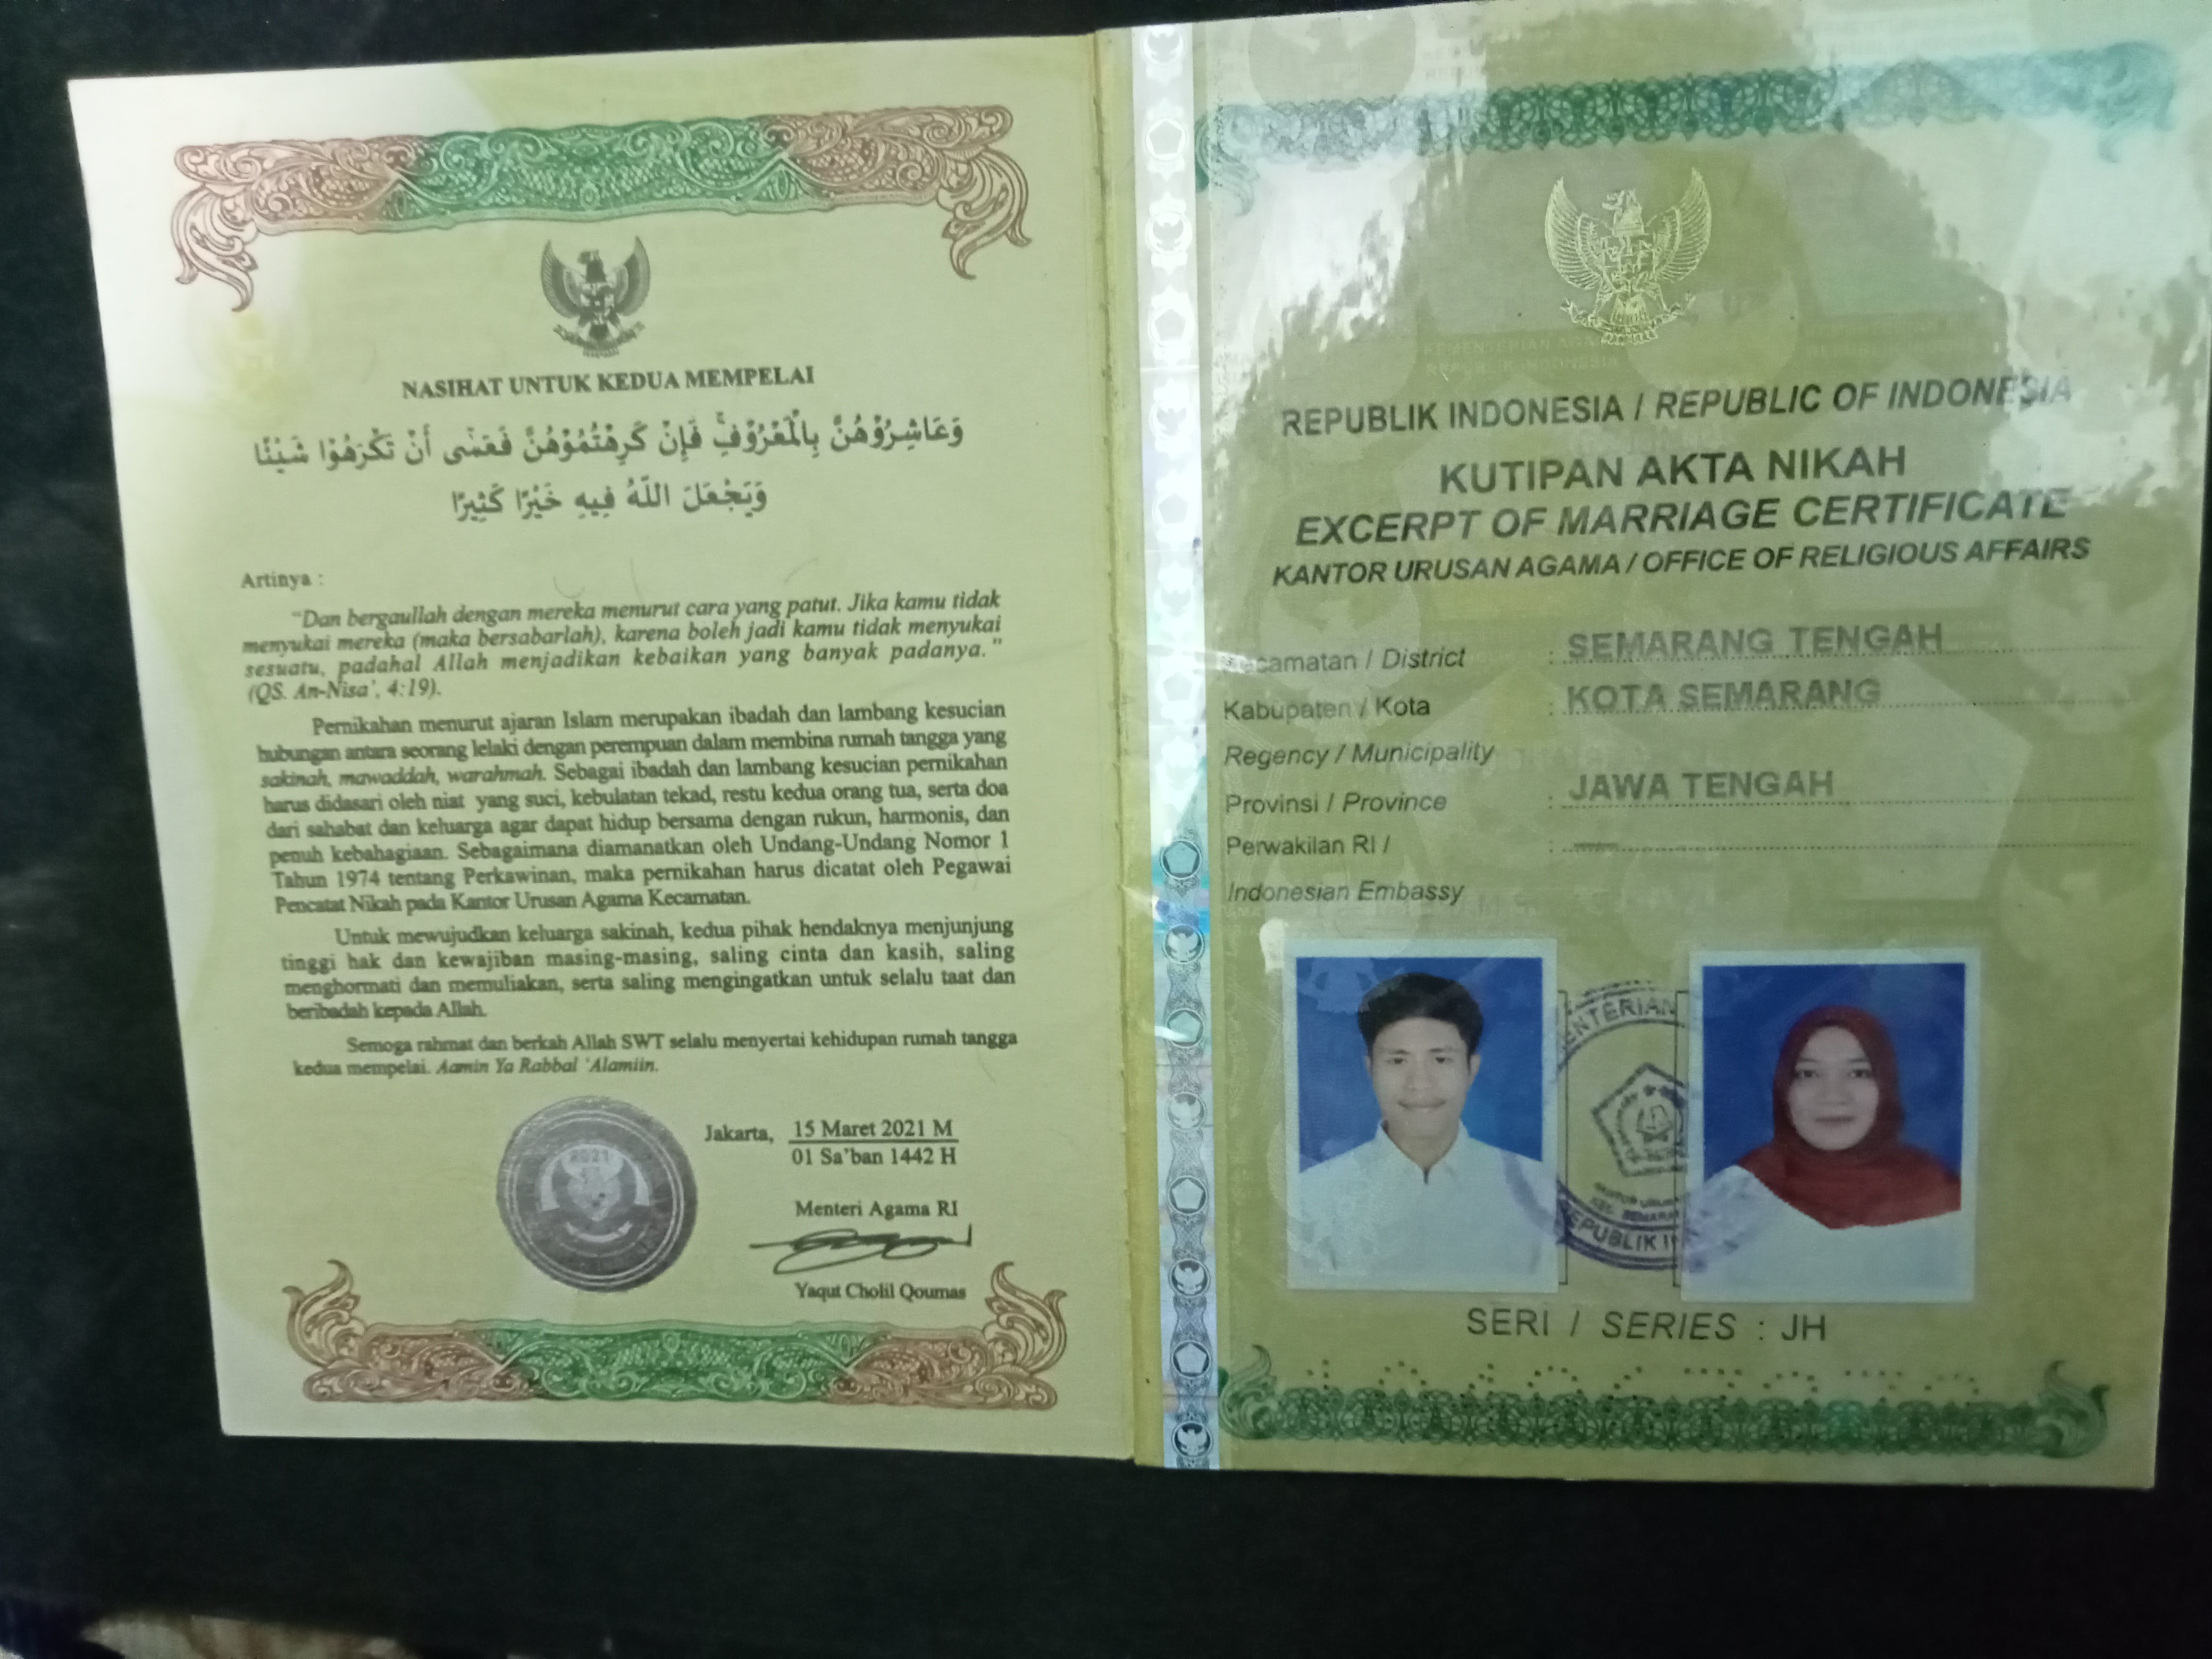 NASIHAT UNTUK KEDUA MEMPELAI
وَعَاشِرُوْهُنَّ بِالْمَعْرُوْفِۚ فَإِنْ كَرِهْتُمُوْهُنَّ فَعَسٰى أَنْ تَكْرَهُوْا شَيْئًا
وَيَجْعَلَ اللّٰهُ فِيهِ خَيْرًا كَثِيرًا
Artinya :
"Dan bergaullah dengan mereka menurut cara yang patut. Jika kamu tidak
menyukai mereka (maka bersabarlah), karena boleh jadi kamu tidak menyukai
sesuatu, padahal Allah menjadikan kebaikan yang banyak padanya."
(QS. An-Nisa', 4:19).
Pernikahan menurut ajaran Islam merupakan ibadah dan lambang kesucian
hubungan antara seorang lelaki dengan perempuan dalam membina rumah tangga yang
sakinah, mawaddah, warahmah. Sebagai ibadah dan lambang kesucian pernikahan
harus didasari oleh niat yang suci, kebulatan tekad, restu kedua orang tua, serta doa
dari sahabat dan keluarga agar dapat hidup bersama dengan rukun, harmonis, dan
penuh kebahagiaan. Sebagaimana diamanatkan oleh Undang-Undang Nomor 1
Tahun 1974 tentang Perkawinan, maka pernikahan harus dicatat oleh Pegawai
Pencatat Nikah pada Kantor Urusan Agama Kecamatan.
Untuk mewujudkan keluarga sakinah, kedua pihak hendaknya menjunjung
tinggi hak dan kewajiban masing-masing, saling cinta dan kasih, saling
menghormati dan memuliakan, serta saling mengingatkan untuk selalu taat dan
beribadah kepada Allah.
Semoga rahmat dan berkah Allah SWT selalu menyertai kehidupan rumah tangga
kedua mempelai. Aamin Ya Rabbal 'Alamiin.
2021
Jakarta, 15 Maret 2021 M
01 Sa'ban 1442 H
Menteri Agama RI
Yaqut Cholil Qoumas
REPUBLIK INDONESIA / REPUBLIC OF INDONESIA
KUTIPAN AKTA NIKAH
EXCERPT OF MARRIAGE CERTIFICATE
KANTOR URUSAN AGAMA / OFFICE OF RELIGIOUS AFFAIRS
Kecamatan / District : SEMARANG TENGAH
Kabupaten / Kota : KOTA SEMARANG
Regency / Municipality
Provinsi / Province : JAWA TENGAH
Perwakilan RI / : —
Indonesian Embassy
ENTERIAN
EPUBLIK I
SERI / SERIES : JH